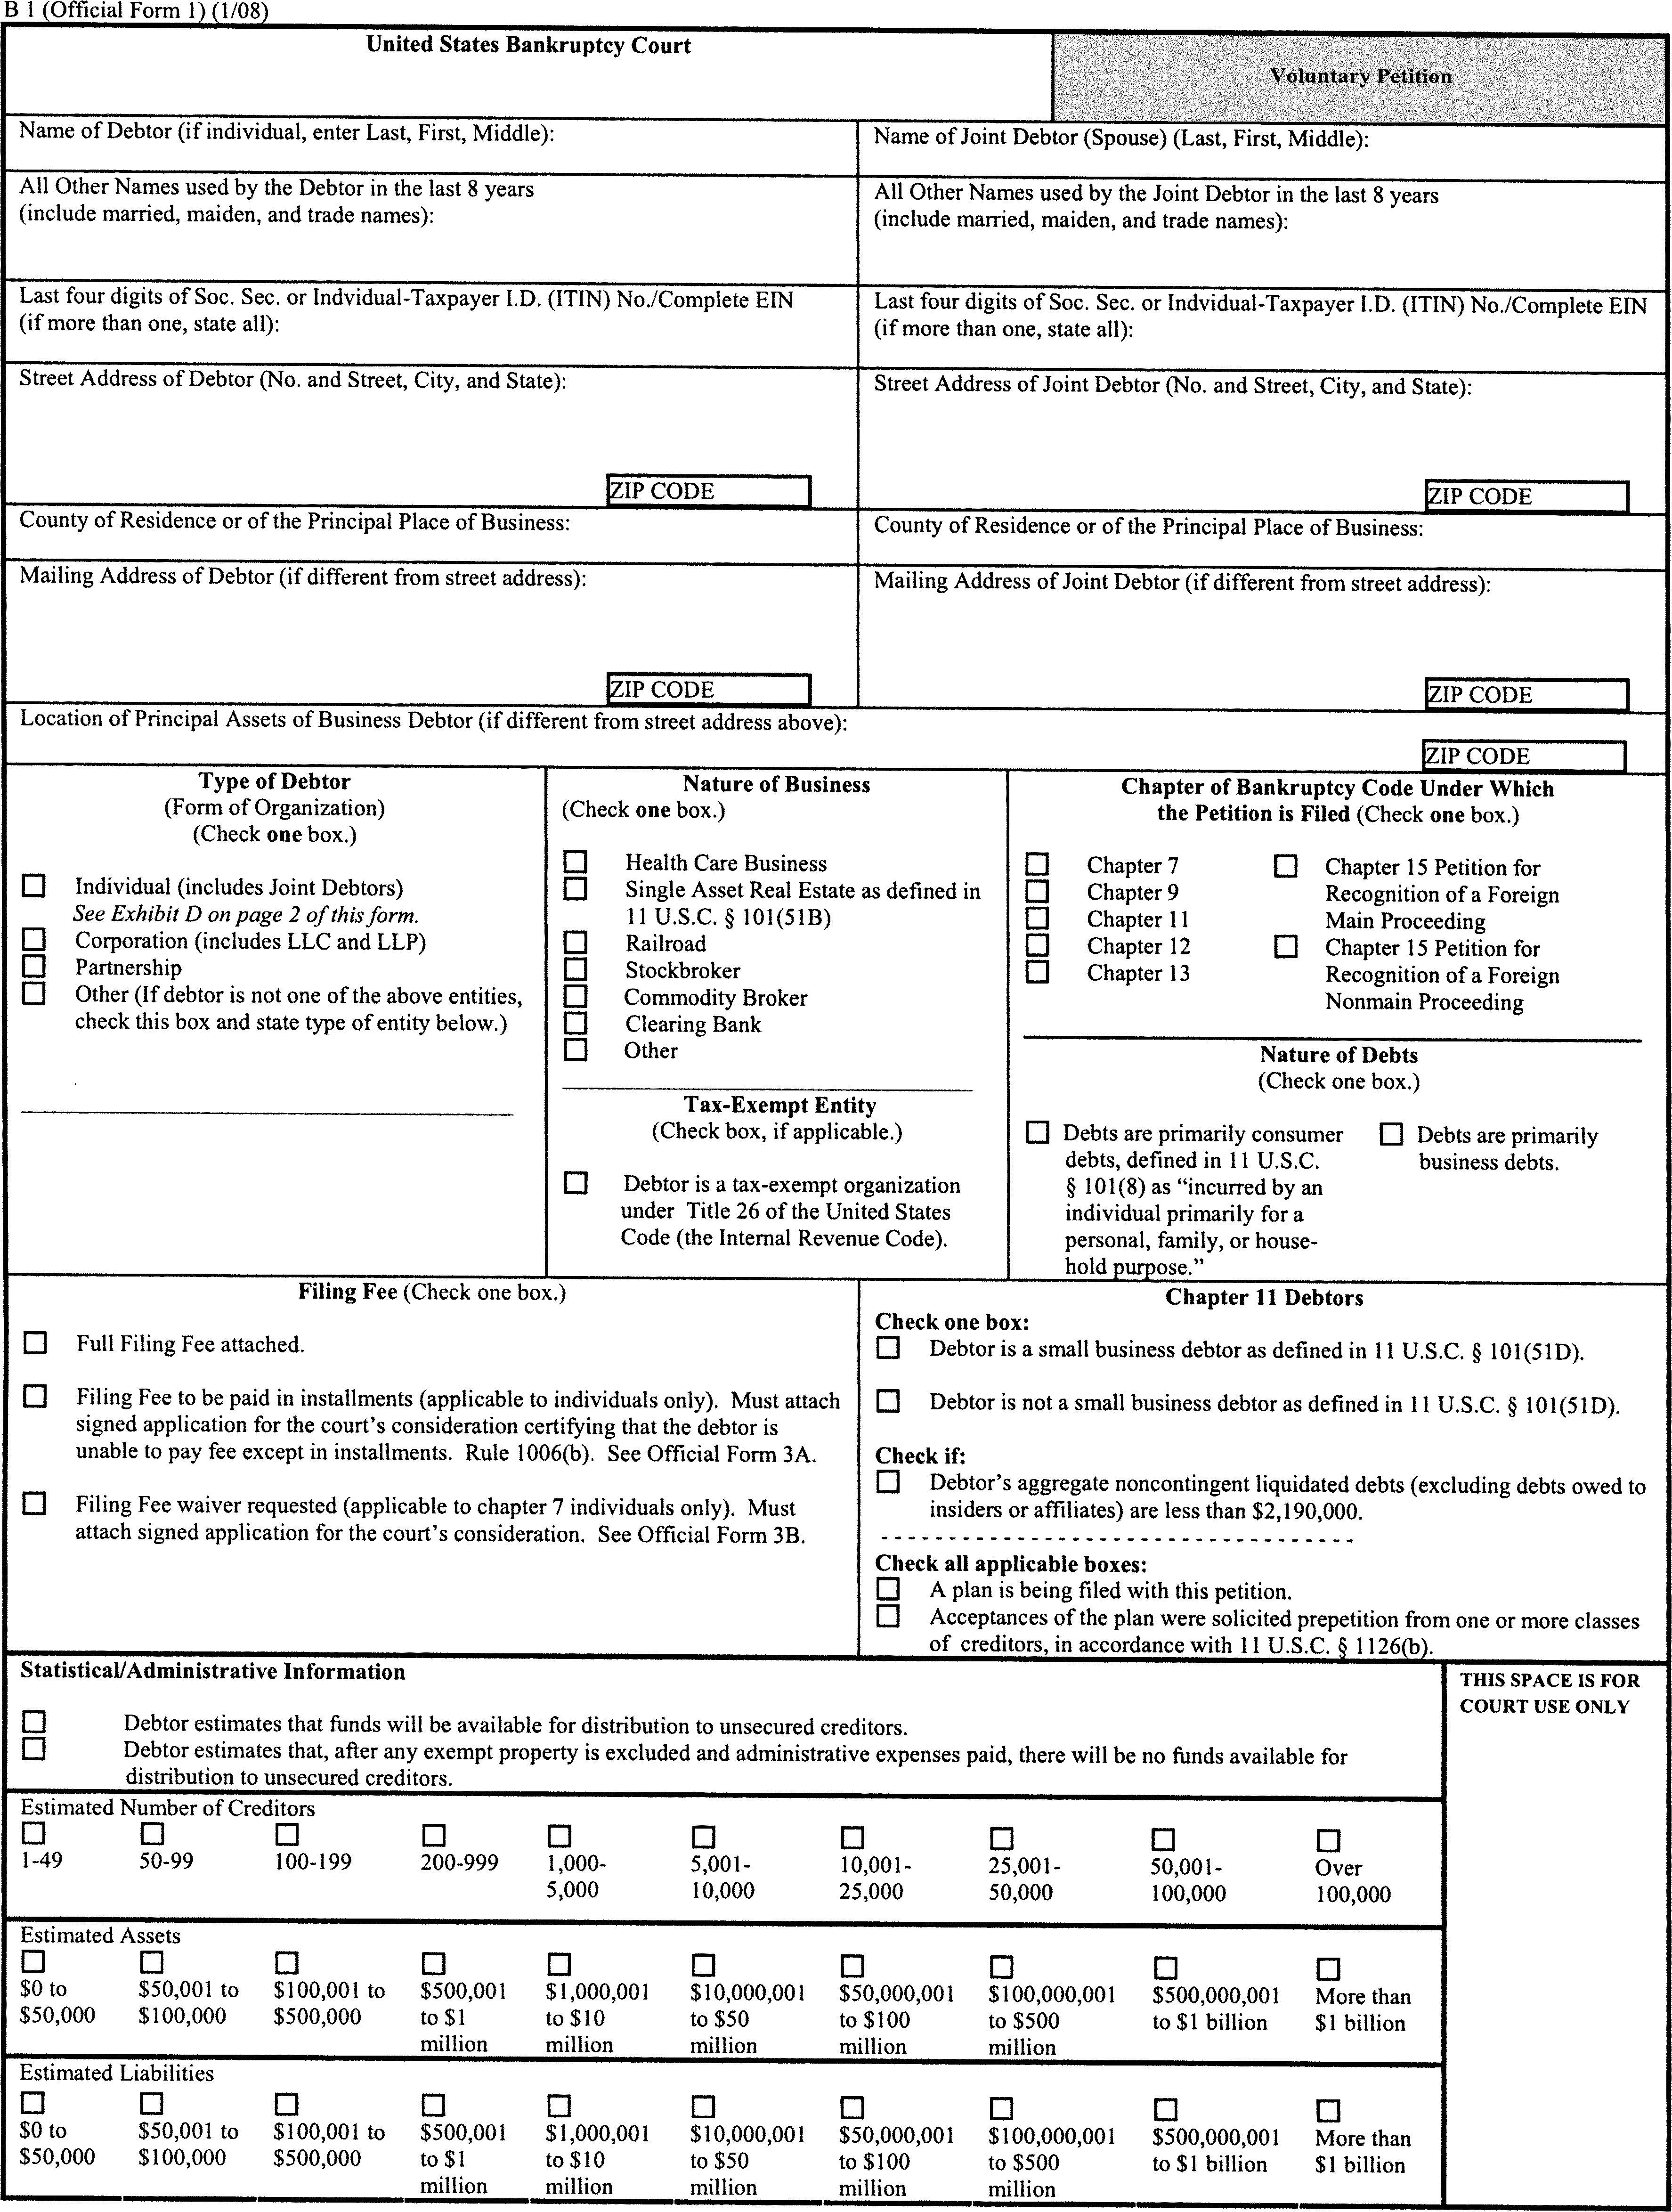 B 1 (Official Form 1) (1/08)
United States Bankruptcy Court
Voluntary Petition
Name of Debtor (if individual, enter Last, First, Middle):
Name of Joint Debtor (Spouse) (Last, First, Middle):
All Other Names used by the Debtor in the last 8 years
(include married, maiden, and trade names):
All Other Names used by the Joint Debtor in the last 8 years
(include married, maiden, and trade names):
Last four digits of Soc. Sec. or Indvidual-Taxpayer I.D. (ITIN) No./Complete EIN
(if more than one, state all):
Last four digits of Soc. Sec. or Indvidual-Taxpayer I.D. (ITIN) No./Complete EIN
(if more than one, state all):
Street Address of Debtor (No. and Street, City, and State):
ZIP CODE
Street Address of Joint Debtor (No. and Street, City, and State):
ZIP CODE
County of Residence or of the Principal Place of Business:
County of Residence or of the Principal Place of Business:
Mailing Address of Debtor (if different from street address):
ZIP CODE
Mailing Address of Joint Debtor (if different from street address):
ZIP CODE
Location of Principal Assets of Business Debtor (if different from street address above):
ZIP CODE
Type of Debtor
(Form of Organization)
(Check one box.)
Individual (includes Joint Debtors)
See Exhibit D on page 2 of this form.
Corporation (includes LLC and LLP)
Partnership
Other (If debtor is not one of the above entities,
check this box and state type of entity below.)
Nature of Business
(Check one box.)
Health Care Business
Single Asset Real Estate as defined in
11 U.S.C. § 101(51B)
Railroad
Stockbroker
Commodity Broker
Clearing Bank
Other
Tax-Exempt Entity
(Check box, if applicable.)
Debtor is a tax-exempt organization
under Title 26 of the United States
Code (the Internal Revenue Code).
Chapter of Bankruptcy Code Under Which
the Petition is Filed (Check one box.)
Chapter 7
Chapter 9
Chapter 11
Chapter 12
Chapter 13
Chapter 15 Petition for
Recognition of a Foreign
Main Proceeding
Chapter 15 Petition for
Recognition of a Foreign
Nonmain Proceeding
Nature of Debts
(Check one box.)
Debts are primarily consumer
debts, defined in 11 U.S.C.
§ 101(8) as “incurred by an
individual primarily for a
personal, family, or house-
hold purpose.”
Debts are primarily
business debts.
Filing Fee (Check one box.)
Full Filing Fee attached.
Filing Fee to be paid in installments (applicable to individuals only). Must attach
signed application for the court’s consideration certifying that the debtor is
unable to pay fee except in installments. Rule 1006(b). See Official Form 3A.
Filing Fee waiver requested (applicable to chapter 7 individuals only). Must
attach signed application for the court’s consideration. See Official Form 3B.
Chapter 11 Debtors
Check one box:
Debtor is a small business debtor as defined in 11 U.S.C. § 101(51D).
Debtor is not a small business debtor as defined in 11 U.S.C. § 101(51D).
Check if:
Debtor’s aggregate noncontingent liquidated debts (excluding debts owed to
insiders or affiliates) are less than $2,190,000.
Check all applicable boxes:
A plan is being filed with this petition.
Acceptances of the plan were solicited prepetition from one or more classes
of creditors, in accordance with 11 U.S.C. § 1126(b).
Statistical/Administrative Information
Debtor estimates that funds will be available for distribution to unsecured creditors.
Debtor estimates that, after any exempt property is excluded and administrative expenses paid, there will be no funds available for
distribution to unsecured creditors.
THIS SPACE IS FOR
COURT USE ONLY
Estimated Number of Creditors
1-49 50-99 100-199 200-999 1,000- 5,001- 10,001- 25,001- 50,001- Over
5,000 10,000 25,000 50,000 100,000 100,000
Estimated Assets
$0 to $50,001 to $100,001 to $500,001 $1,000,001 $10,000,001 $50,000,001 $100,000,001 $500,000,001 More than
$50,000 $100,000 $500,000 to $1 to $10 to $50 to $100 to $500 to $1 billion $1 billion
million million million million million
Estimated Liabilities
$0 to $50,001 to $100,001 to $500,001 $1,000,001 $10,000,001 $50,000,001 $100,000,001 $500,000,001 More than
$50,000 $100,000 $500,000 to $1 to $10 to $50 to $100 to $500 to $1 billion $1 billion
million million million million million